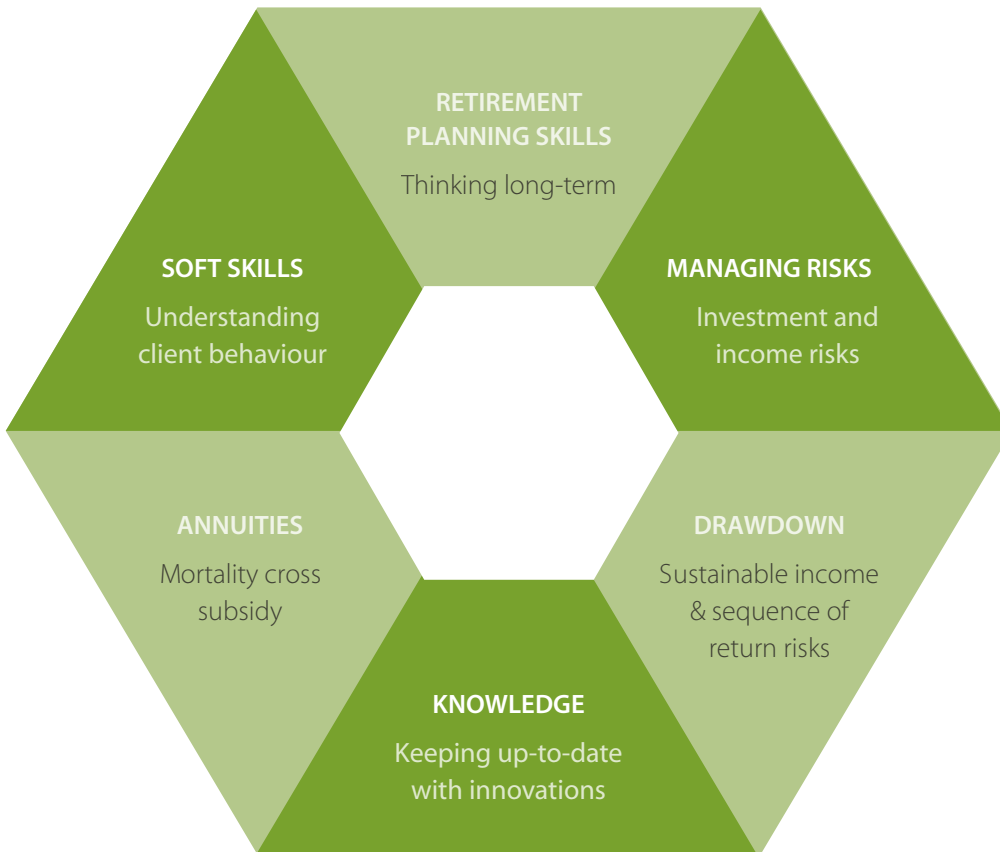 RETIREMENT
PLANNING SKILLS
Thinking long-term
SOFT SKILLS
Understanding
client behaviour
MANAGING RISKS
Investment and
income risks
ANNUITIES
Mortality cross
subsidy
DRAWDOWN
Sustainable income
& sequence of
return risks
KNOWLEDGE
Keeping up-to-date
with innovations